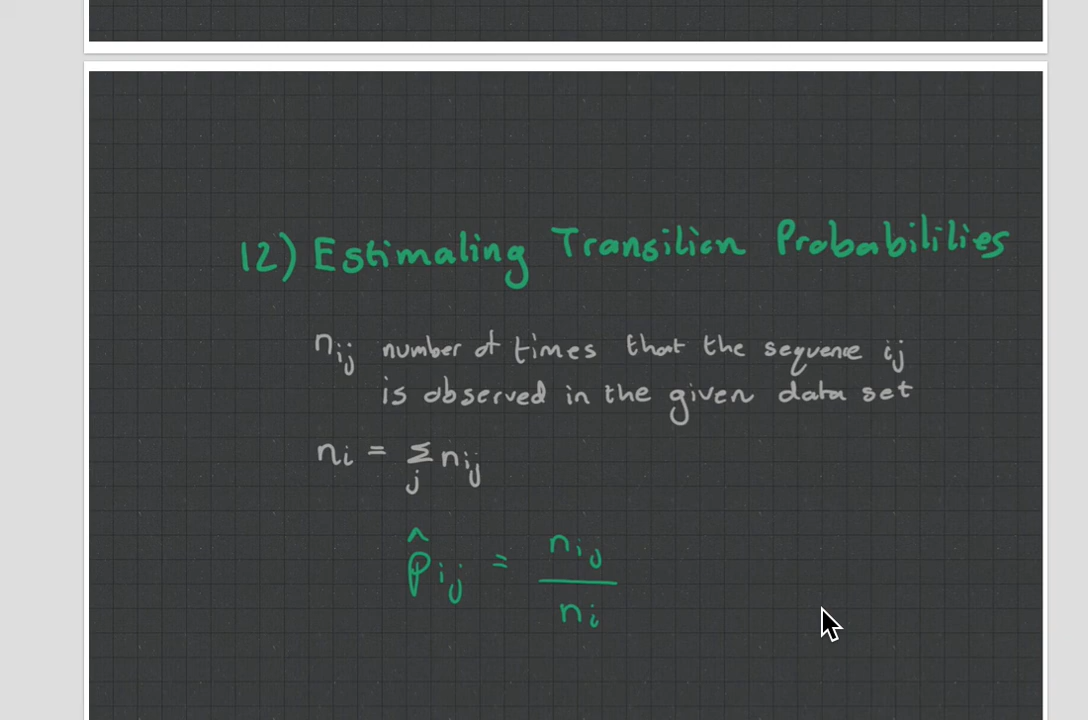 12) Estimating Transition Probabilities
nij number of times that the sequence ij
is observed in the given data set
ni = Σ nij
j
p̂ij = nij
ni